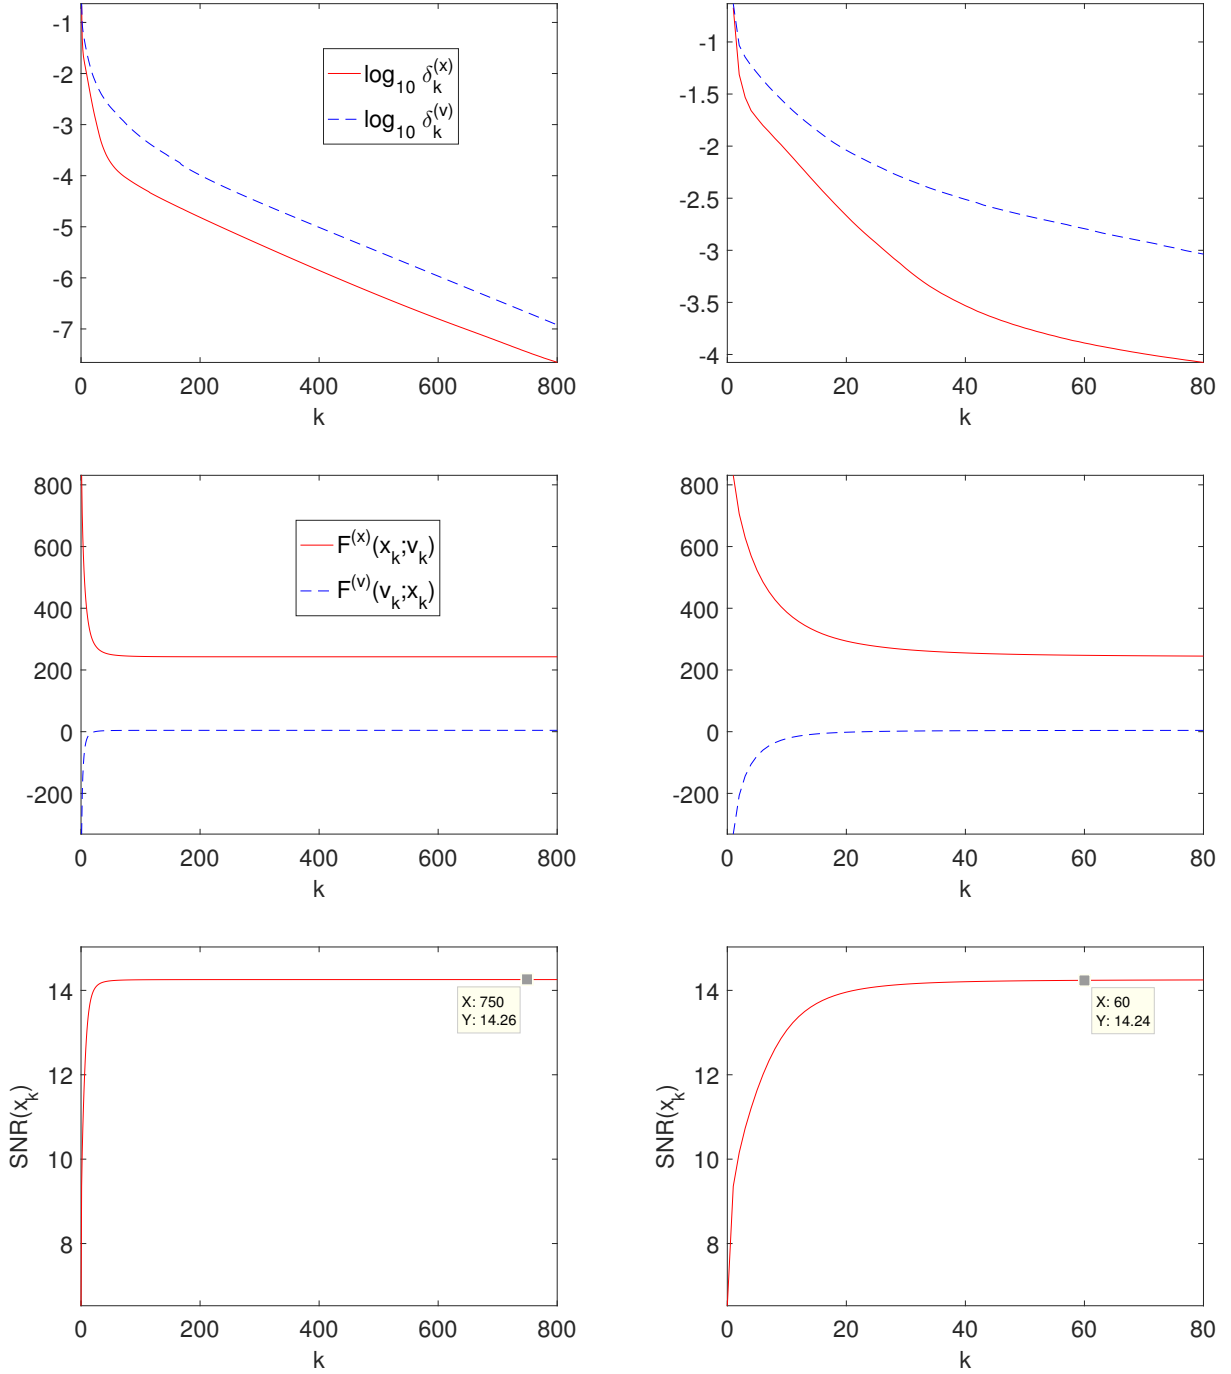 -1
-2
-3
-4
-5
-6
-7
0 200 400 600 800
k
log₁₀ δₖ⁽ˣ⁾
log₁₀ δₖ⁽ᵛ⁾
-1
-1.5
-2
-2.5
-3
-3.5
-4
0 20 40 60 80
k
800
600
400
200
0
-200
0 200 400 600 800
k
F⁽ˣ⁾(xₖ;vₖ)
F⁽ᵛ⁾(vₖ;xₖ)
800
600
400
200
0
-200
0 20 40 60 80
k
SNR(xₖ)
14
12
10
8
0 200 400 600 800
k
X: 750
Y: 14.26
SNR(xₖ)
14
12
10
8
0 20 40 60 80
k
X: 60
Y: 14.24